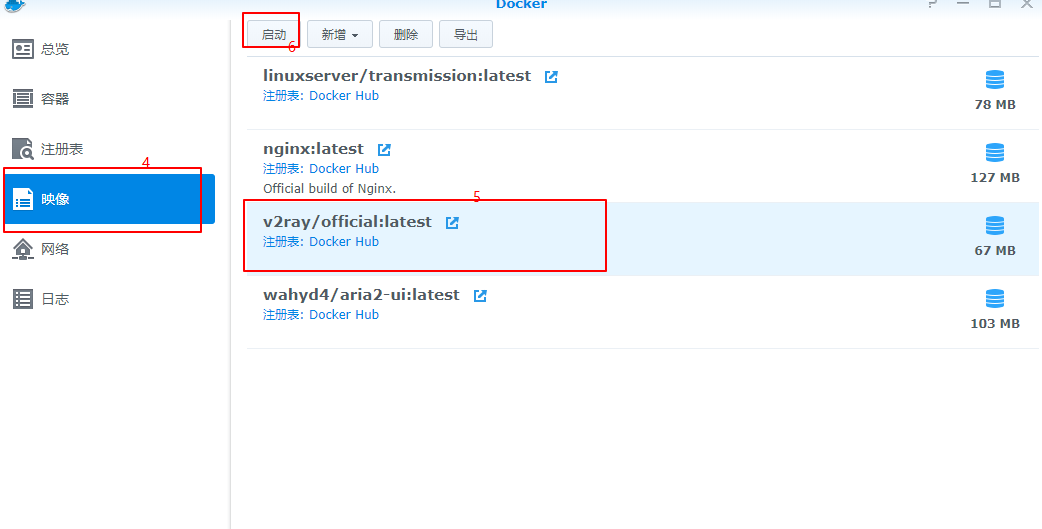 Docker
总览
容器
注册表
4
映像
网络
日志
启动
6
新增
删除
导出
linuxserver/transmission:latest
注册表: Docker Hub
78 MB
nginx:latest
注册表: Docker Hub
Official build of Nginx.
127 MB
5
v2ray/official:latest
注册表: Docker Hub
67 MB
wahyd4/aria2-ui:latest
注册表: Docker Hub
103 MB